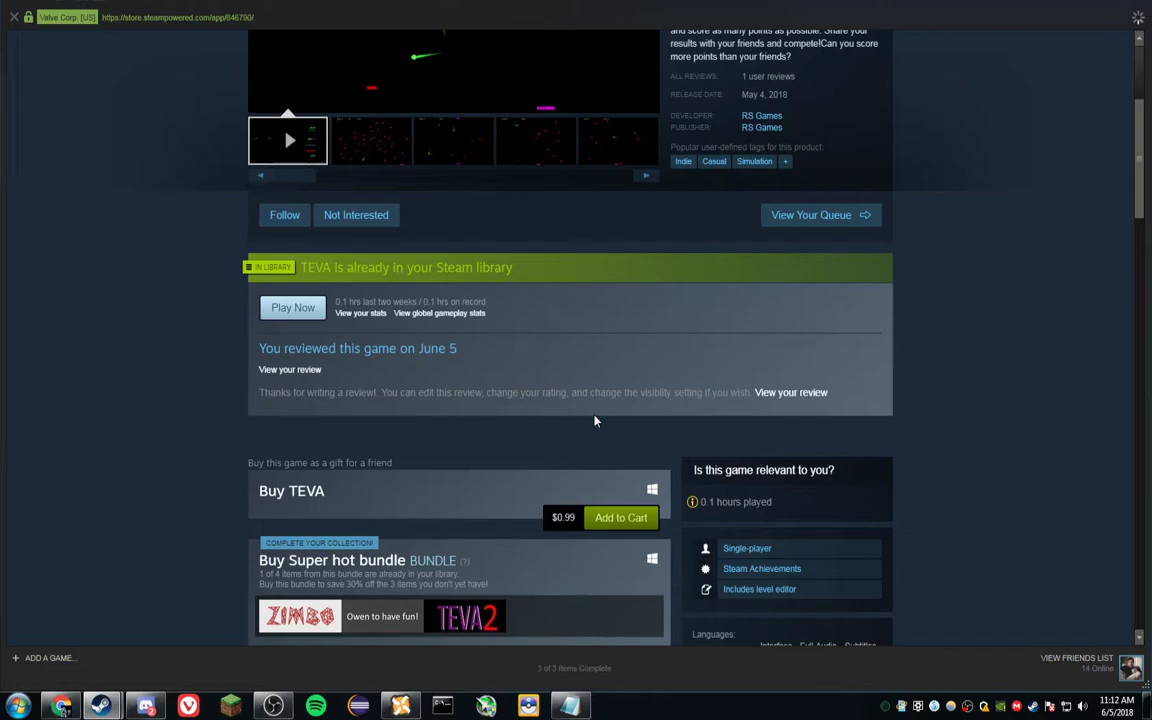 Valve Corp. [US] https://store.steampowered.com/app/846790/
and score as many points as possible. Share your
results with your friends and compete!Can you score
more points than your friends?
ALL REVIEWS: 1 user reviews
RELEASE DATE: May 4, 2018
DEVELOPER: RS Games
PUBLISHER: RS Games
Popular user-defined tags for this product:
Indie Casual Simulation +
Follow Not Interested View Your Queue
IN LIBRARY TEVA is already in your Steam library
Play Now
0.1 hrs last two weeks / 0.1 hrs on record
View your stats View global gameplay stats
You reviewed this game on June 5
View your review
Thanks for writing a review!. You can edit this review, change your rating, and change the visiblity setting if you wish. View your review
Buy this game as a gift for a friend
Buy TEVA
$0.99 Add to Cart
Is this game relevant to you?
0.1 hours played
COMPLETE YOUR COLLECTION!
Buy Super hot bundle BUNDLE (?)
1 of 4 items from this bundle are already in your library.
Buy this bundle to save 30% off the 3 items you don't yet have!
ZIMBO Owen to have fun! TEVA2
Single-player
Steam Achievements
Includes level editor
Languages:
Interface Full Audio Subtitles
+ ADD A GAME...
3 of 3 Items Complete
VIEW FRIENDS LIST
14 Online
11:12 AM
6/5/2018